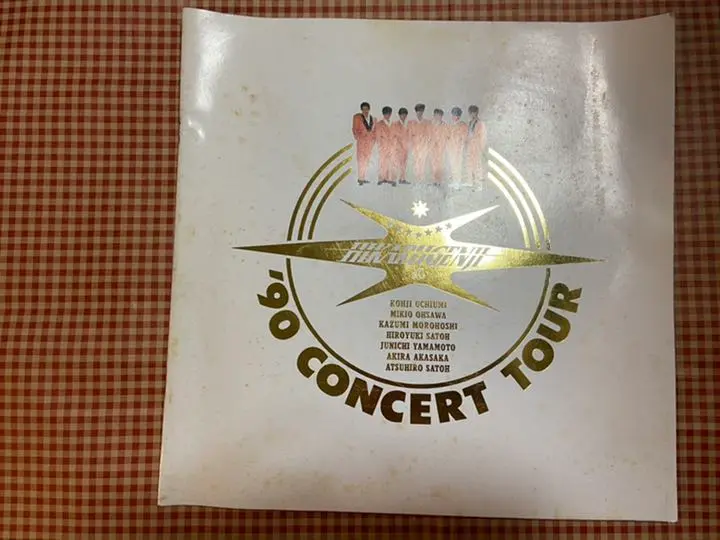 KOHJI UCHIUMI
MIKIO OHSAWA
KAZUMI MOROHOSHI
HIROYUKI SATOH
JUNICHI YAMAMOTO
AKIRA AKASAKA
ATSUHIRO SATOH
'90 CONCERT TOUR